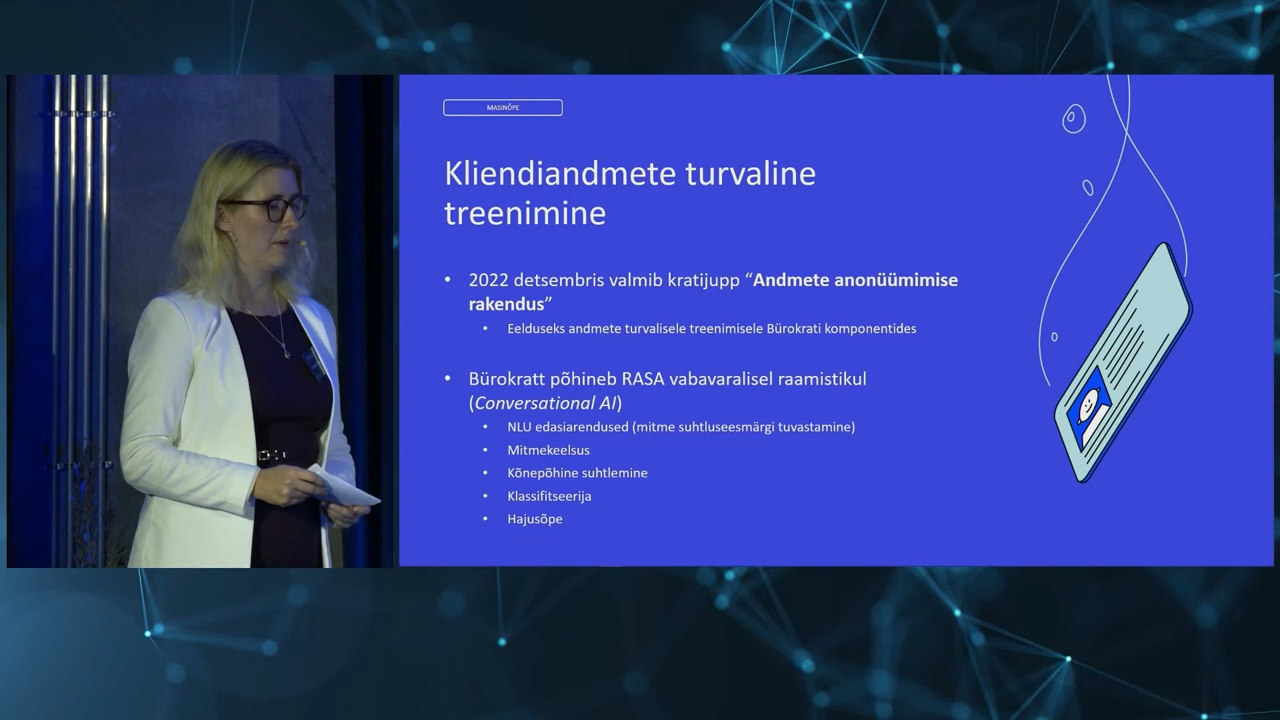 MASINÕPE
Kliendiandmete turvaline
treenimine
• 2022 detsembris valmib kratijupp “Andmete anonüümimise
rakendus”
• Eelduseks andmete turvalisele treenimisele Bürokrati komponentides
• Bürokratt põhineb RASA vabavaralisel raamistikul
(Conversational AI)
• NLU edasiarendused (mitme suhtluseesmärgi tuvastamine)
• Mitmekeelsus
• Kõnepõhine suhtlemine
• Klassifitseerija
• Hajusõpe